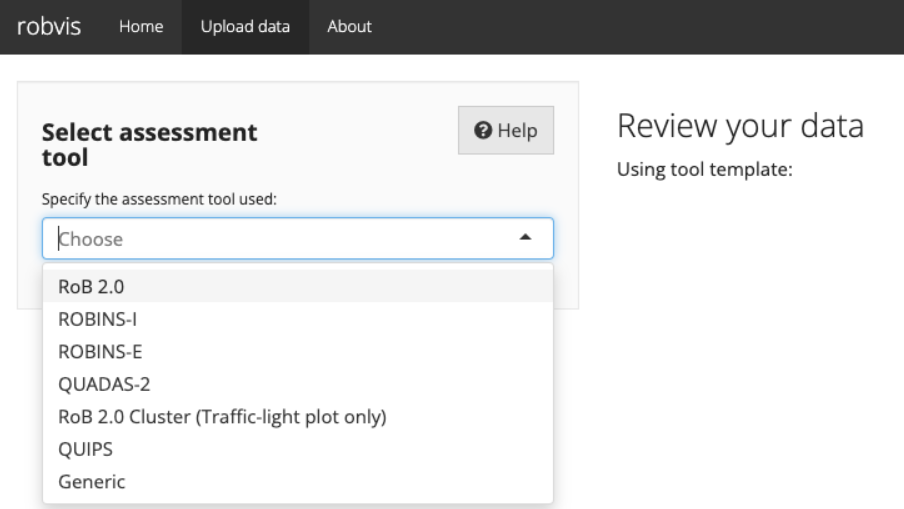 robvis Home Upload data About
Select assessment
tool
Help
Specify the assessment tool used:
Choose
RoB 2.0
ROBINS-I
ROBINS-E
QUADAS-2
RoB 2.0 Cluster (Traffic-light plot only)
QUIPS
Generic
Review your data
Using tool template: